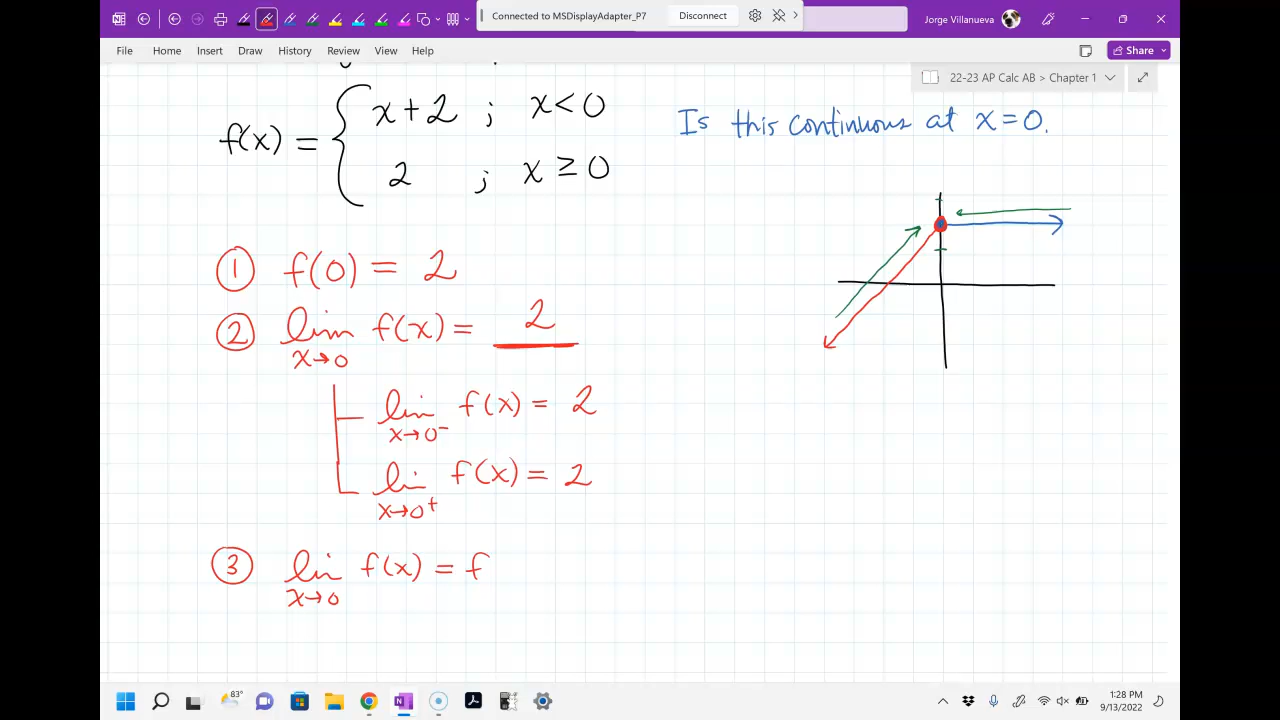 Connected to MSDisplayAdapter_P7
Disconnect
Jorge Villanueva
File Home Insert Draw History Review View Help
Share
22-23 AP Calc AB > Chapter 1
f(x) = { x+2 ; x<0
2 ; x ≥ 0
Is this continuous at x=0.
① f(0) = 2
② lim x→0 f(x) = 2
lim x→0⁻ f(x) = 2
lim x→0⁺ f(x) = 2
③ lim x→0 f(x) = f
83°
1:28 PM
9/13/2022